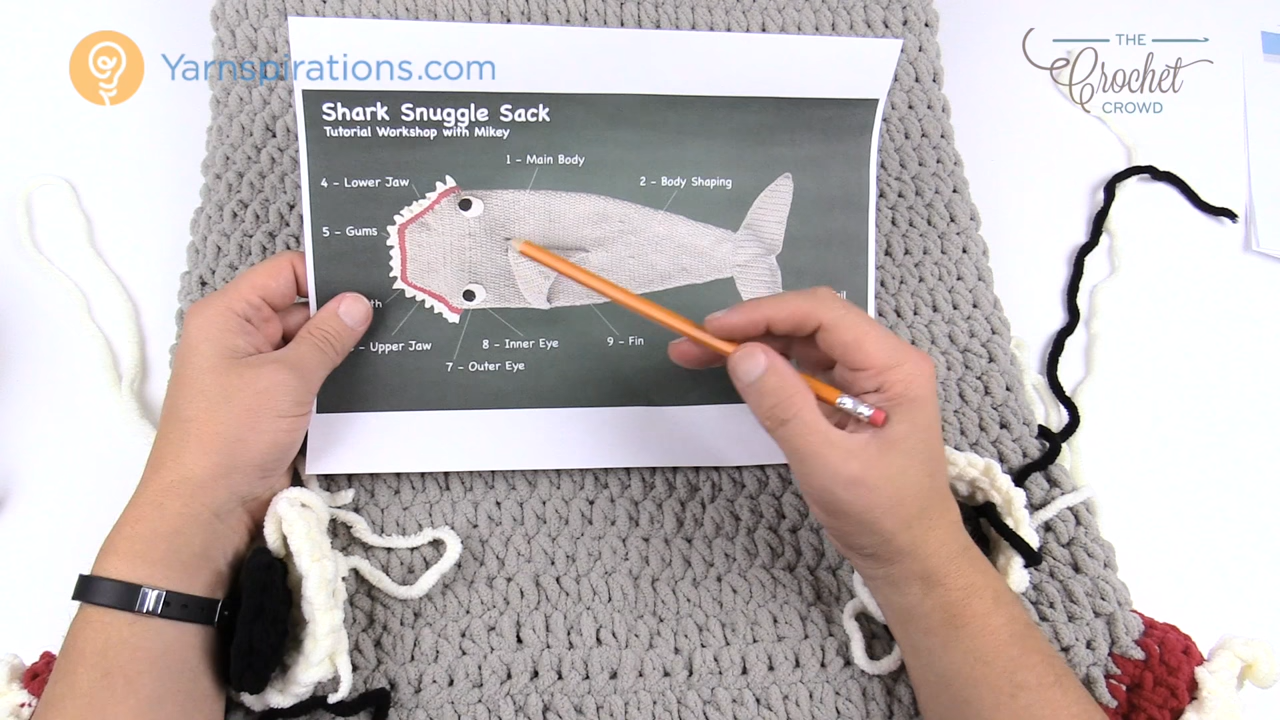 Yarnspirations.com
THE
Crochet
CROWD
Shark Snuggle Sack
Tutorial Workshop with Mikey
1 - Main Body
4 - Lower Jaw
2 - Body Shaping
5 - Gums
- Upper Jaw
8 - Inner Eye
9 - Fin
7 - Outer Eye